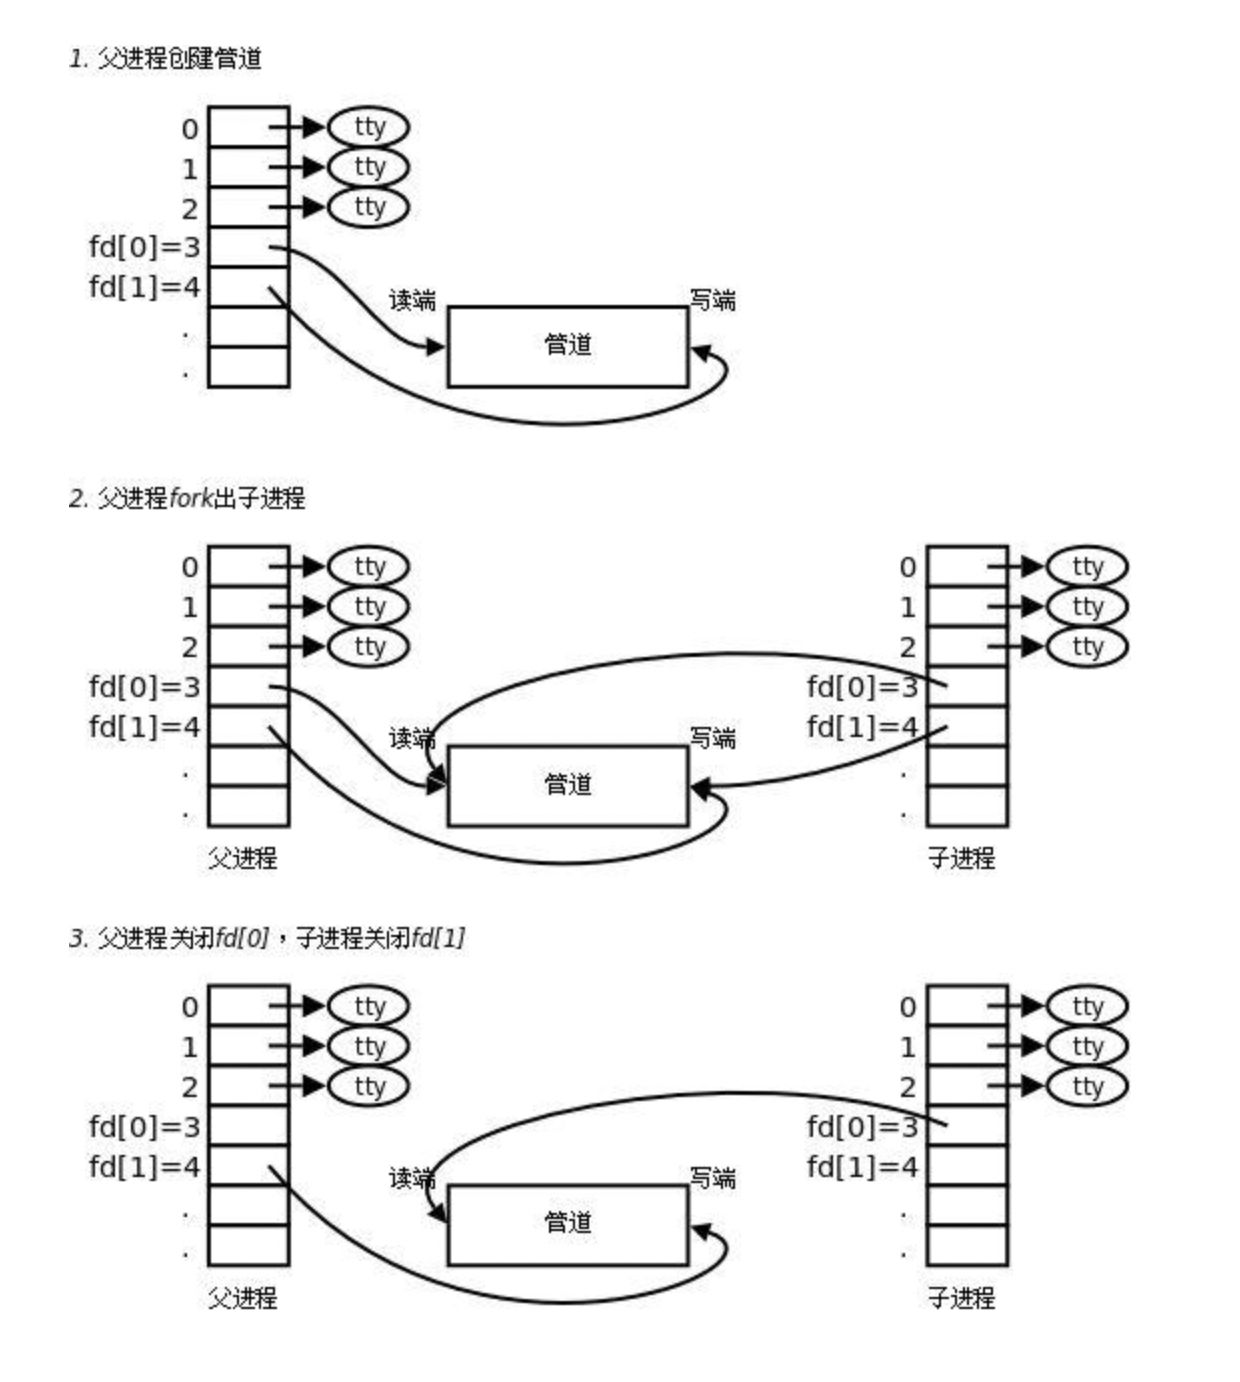 1. 父进程创建管道
0 tty
1 tty
2 tty
fd[0]=3
fd[1]=4
读端 写端
.
管道
.
2. 父进程fork出子进程
0 tty 0 tty
1 tty 1 tty
2 tty 2 tty
fd[0]=3 fd[0]=3
fd[1]=4 读端 写端 fd[1]=4
. .
管道
. .
父进程 子进程
3. 父进程关闭fd[0]，子进程关闭fd[1]
0 tty 0 tty
1 tty 1 tty
2 tty 2 tty
fd[0]=3 fd[0]=3
fd[1]=4 读端 写端 fd[1]=4
. .
管道
. .
父进程 子进程